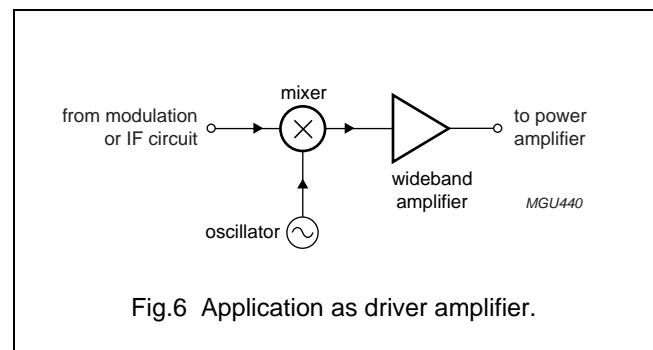 mixer
from modulation
or IF circuit
to power
amplifier
wideband
amplifier
MGU440
oscillator
Fig.6 Application as driver amplifier.